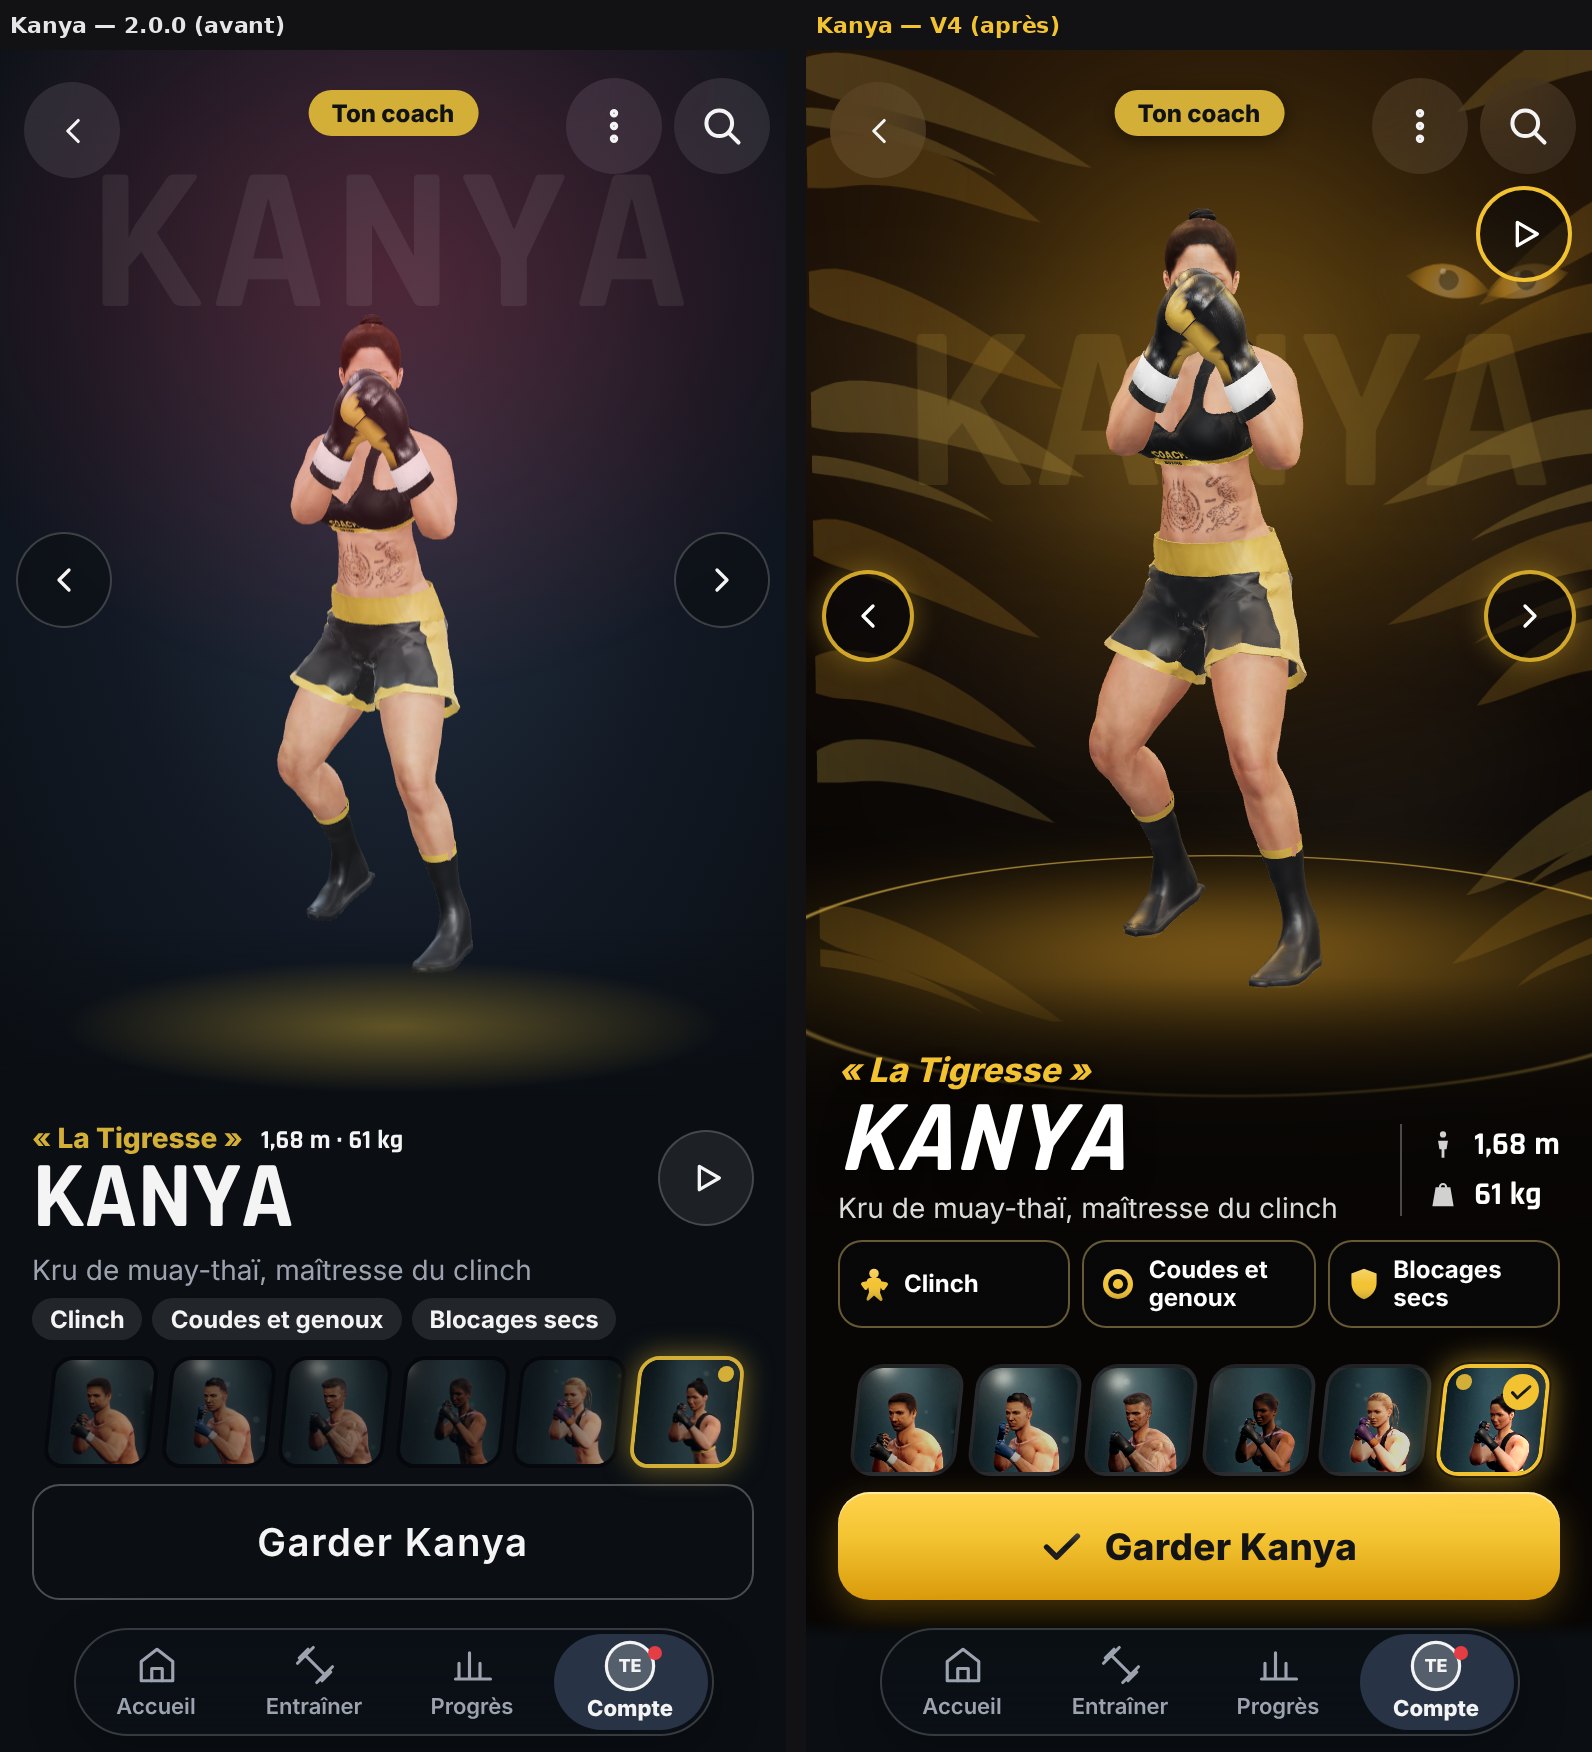 Kanya — 2.0.0 (avant)
Ton coach
KANYA
COACH
« La Tigresse » 1,68 m · 61 kg
KANYA
Kru de muay-thaï, maîtresse du clinch
Clinch
Coudes et genoux
Blocages secs
Garder Kanya
TE
Accueil
Entraîner
Progrès
Compte
Kanya — V4 (après)
Ton coach
KANYA
COACH
« La Tigresse »
KANYA
Kru de muay-thaï, maîtresse du clinch
1,68 m
61 kg
Clinch
Coudes et
genoux
Blocages
secs
Garder Kanya
TE
Accueil
Entraîner
Progrès
Compte